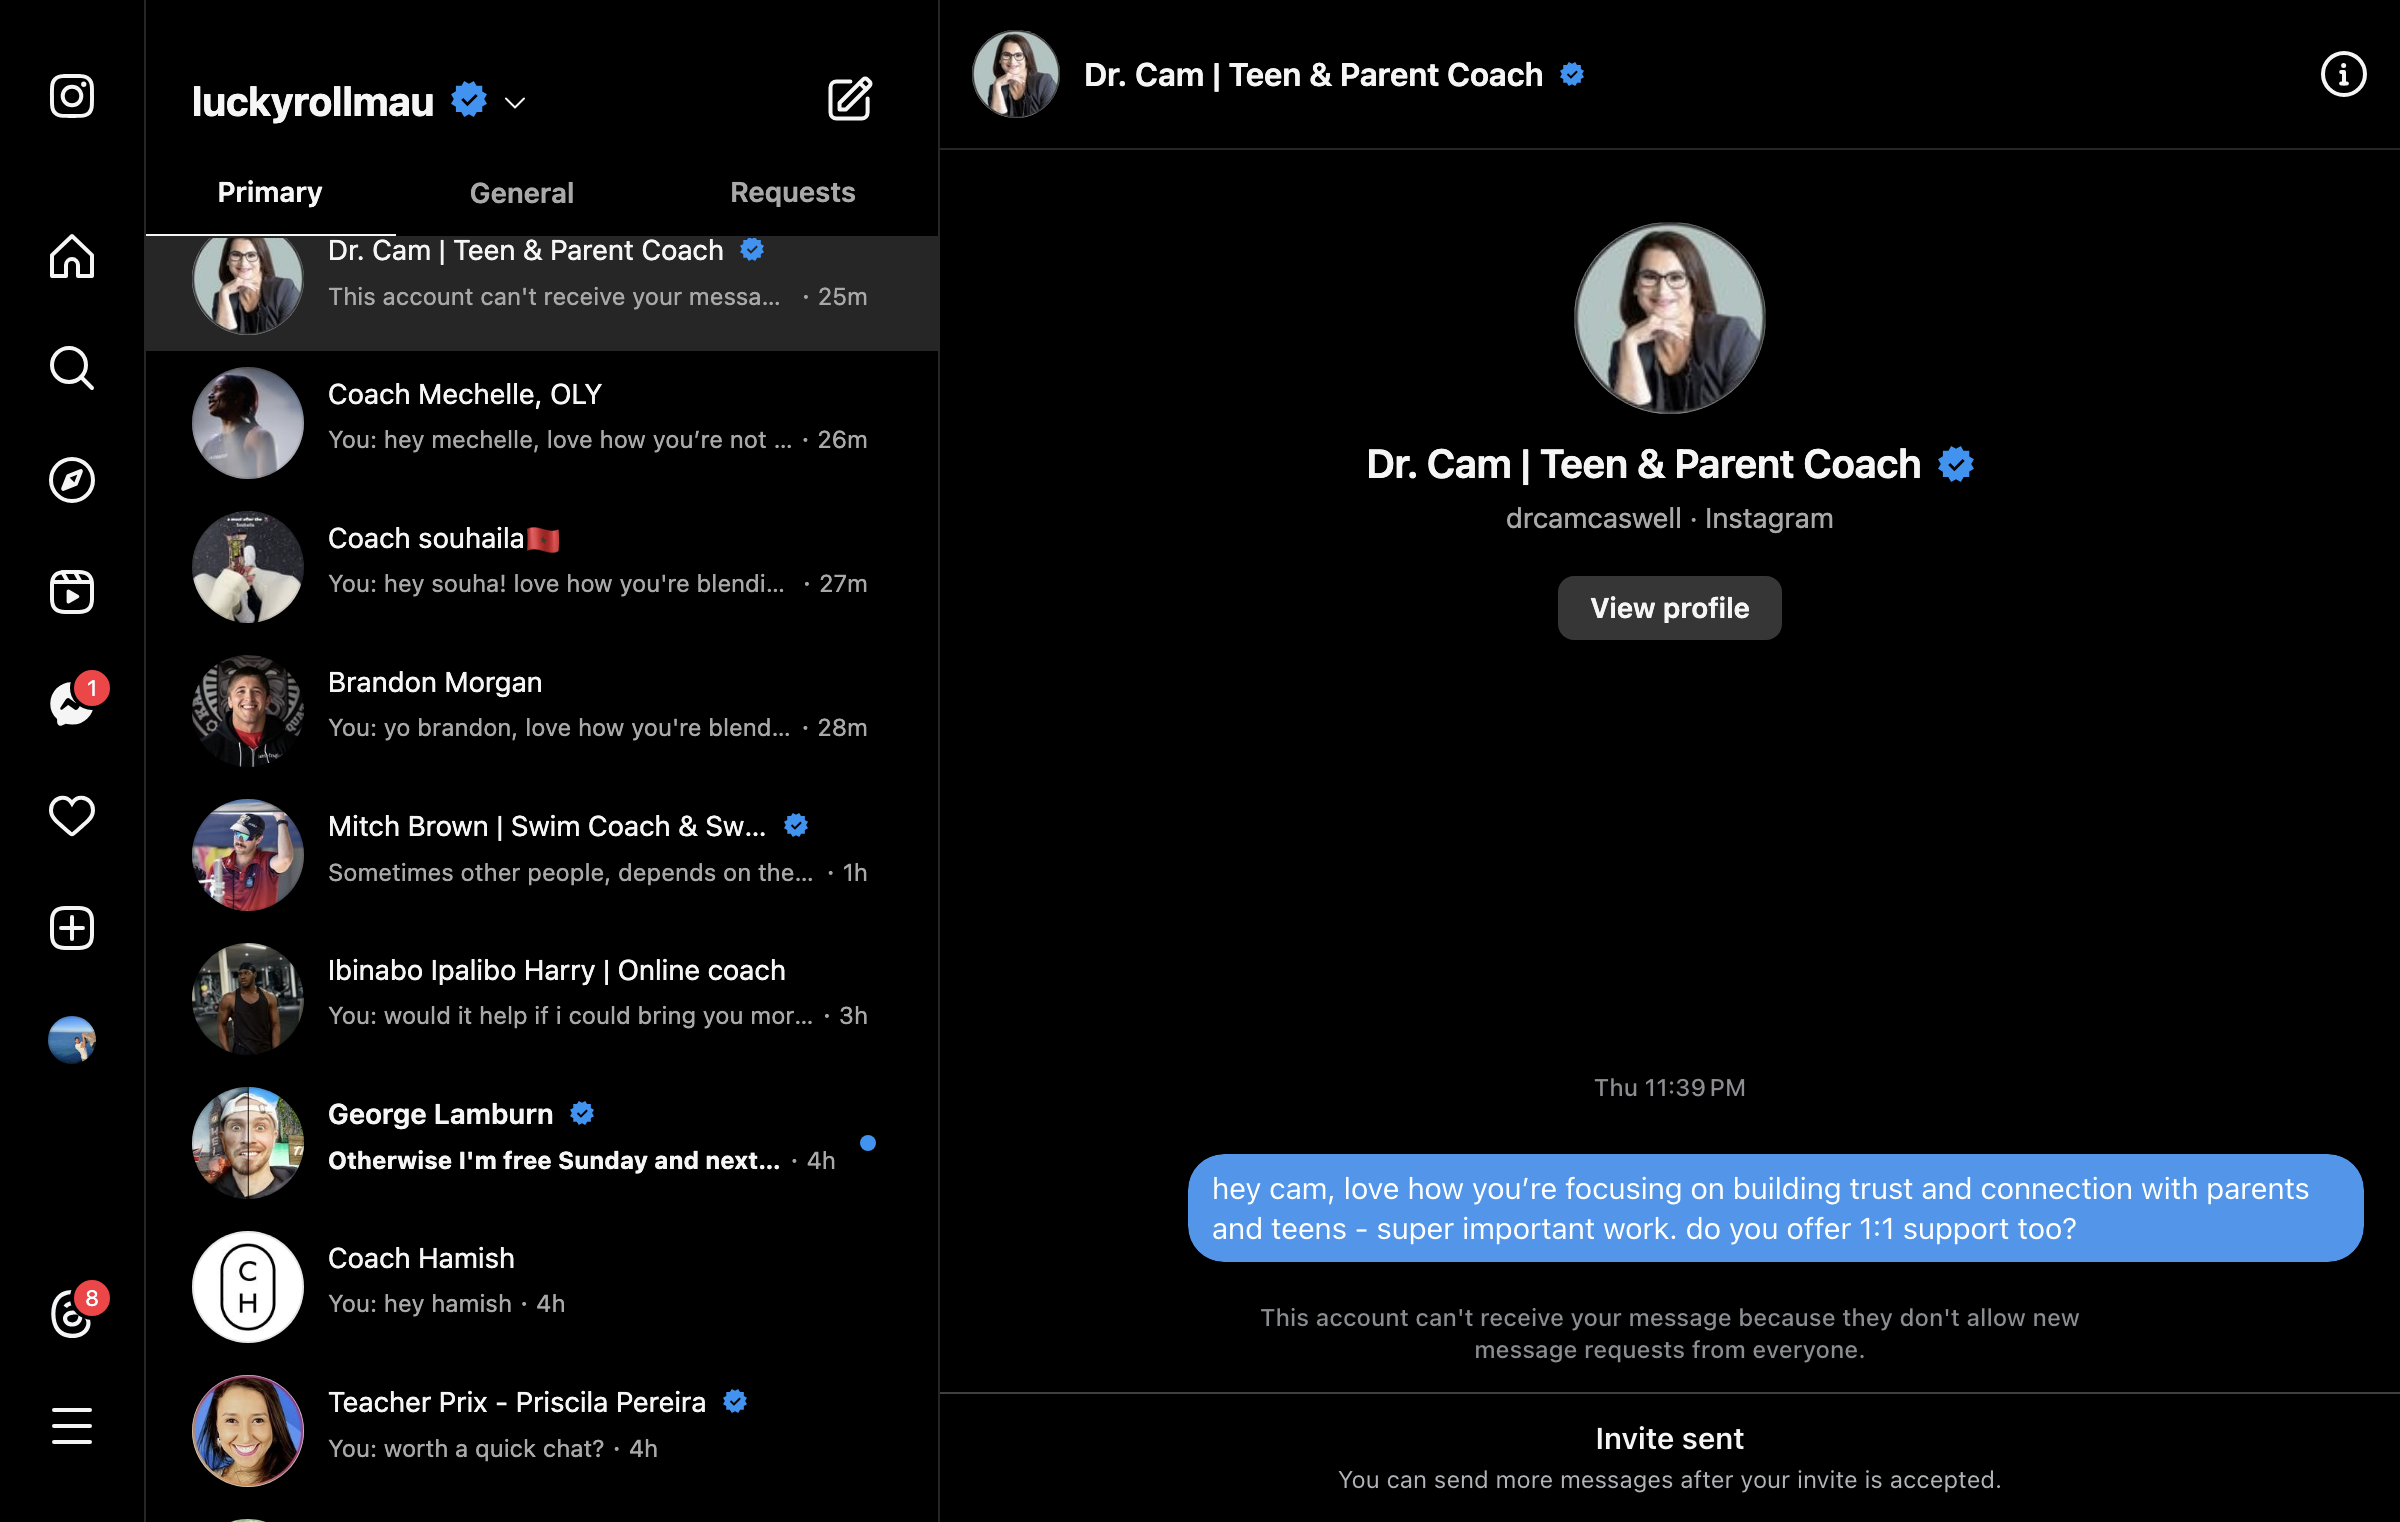 luckyrollmau
Primary
General
Requests
Dr. Cam | Teen & Parent Coach
This account can't receive your messa... · 25m
Coach Mechelle, OLY
You: hey mechelle, love how you’re not ... · 26m
Coach souhaila🇲🇦
You: hey souha! love how you're blendi... · 27m
Brandon Morgan
You: yo brandon, love how you're blend... · 28m
Mitch Brown | Swim Coach & Sw...
Sometimes other people, depends on the... · 1h
Ibinabo Ipalibo Harry | Online coach
You: would it help if i could bring you mor... · 3h
George Lamburn
Otherwise I'm free Sunday and next... · 4h
C
H
Coach Hamish
You: hey hamish · 4h
Teacher Prix - Priscila Pereira
You: worth a quick chat? · 4h
1
8
Dr. Cam | Teen & Parent Coach
Dr. Cam | Teen & Parent Coach
drcamcaswell · Instagram
View profile
Thu 11:39 PM
hey cam, love how you’re focusing on building trust and connection with parents
and teens - super important work. do you offer 1:1 support too?
This account can't receive your message because they don't allow new
message requests from everyone.
Invite sent
You can send more messages after your invite is accepted.